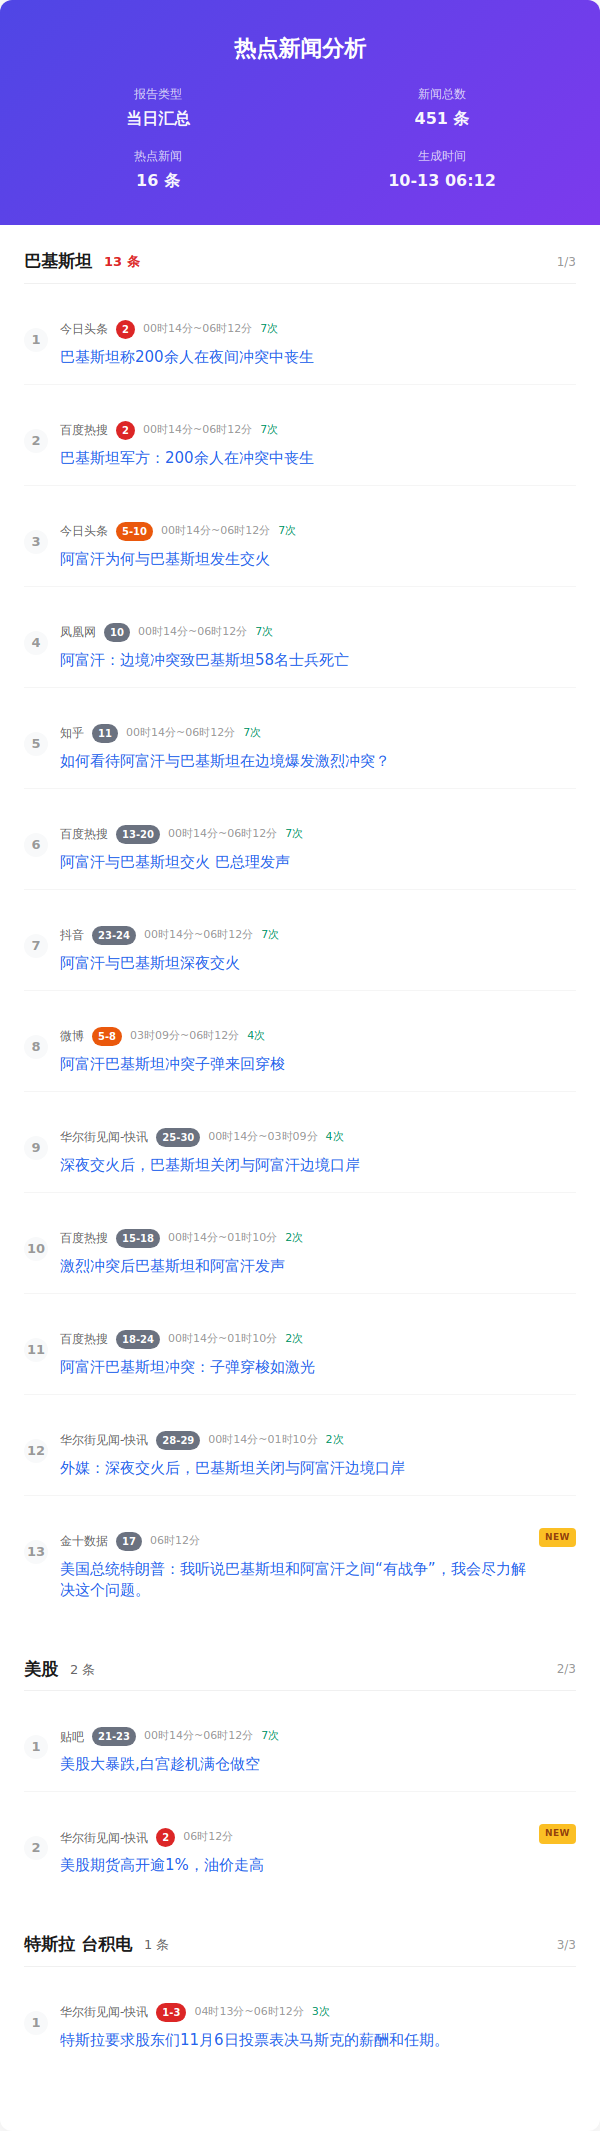 热点新闻分析
报告类型
新闻总数
当日汇总
451 条
热点新闻
生成时间
16 条
10-13 06:12
巴基斯坦 13 条 1/3
1 今日头条 2 00时14分~06时12分 7次
巴基斯坦称200余人在夜间冲突中丧生
2 百度热搜 2 00时14分~06时12分 7次
巴基斯坦军方：200余人在冲突中丧生
3 今日头条 5-10 00时14分~06时12分 7次
阿富汗为何与巴基斯坦发生交火
4 凤凰网 10 00时14分~06时12分 7次
阿富汗：边境冲突致巴基斯坦58名士兵死亡
5 知乎 11 00时14分~06时12分 7次
如何看待阿富汗与巴基斯坦在边境爆发激烈冲突？
6 百度热搜 13-20 00时14分~06时12分 7次
阿富汗与巴基斯坦交火 巴总理发声
7 抖音 23-24 00时14分~06时12分 7次
阿富汗与巴基斯坦深夜交火
8 微博 5-8 03时09分~06时12分 4次
阿富汗巴基斯坦冲突子弹来回穿梭
9 华尔街见闻-快讯 25-30 00时14分~03时09分 4次
深夜交火后，巴基斯坦关闭与阿富汗边境口岸
10 百度热搜 15-18 00时14分~01时10分 2次
激烈冲突后巴基斯坦和阿富汗发声
11 百度热搜 18-24 00时14分~01时10分 2次
阿富汗巴基斯坦冲突：子弹穿梭如激光
12 华尔街见闻-快讯 28-29 00时14分~01时10分 2次
外媒：深夜交火后，巴基斯坦关闭与阿富汗边境口岸
13 金十数据 17 06时12分 NEW
美国总统特朗普：我听说巴基斯坦和阿富汗之间“有战争”，我会尽力解
决这个问题。
美股 2 条 2/3
1 贴吧 21-23 00时14分~06时12分 7次
美股大暴跌,白宫趁机满仓做空
2 华尔街见闻-快讯 2 06时12分 NEW
美股期货高开逾1%，油价走高
特斯拉 台积电 1 条 3/3
1 华尔街见闻-快讯 1-3 04时13分~06时12分 3次
特斯拉要求股东们11月6日投票表决马斯克的薪酬和任期。